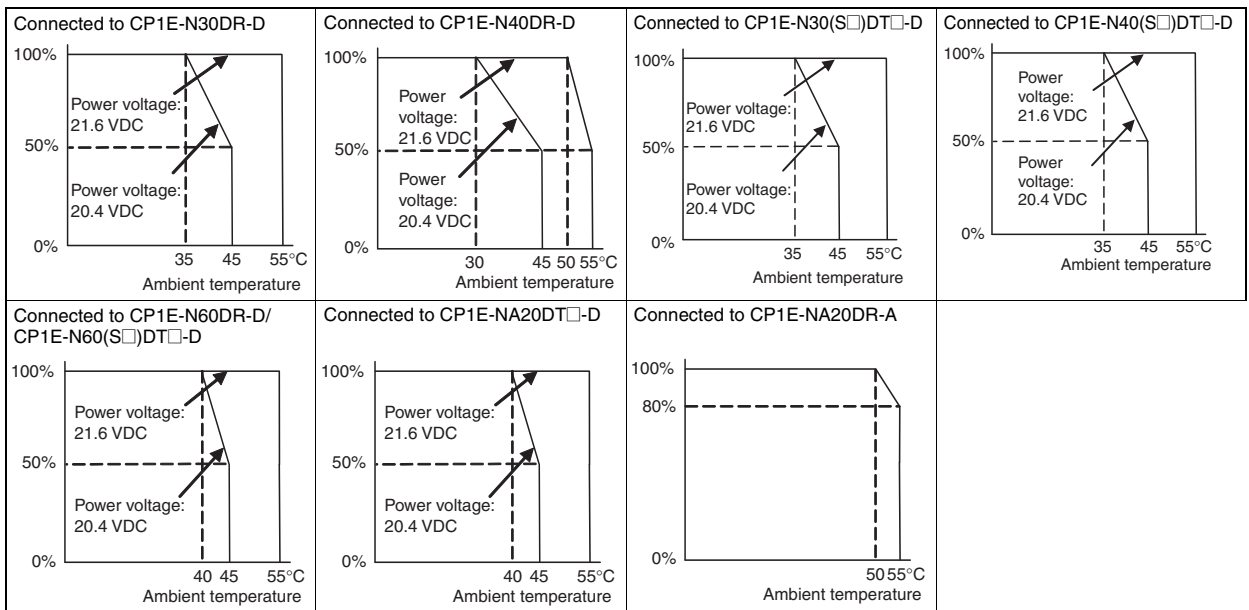 Connected to CP1E-N30DR-D
100%
Power voltage:
21.6 VDC
50%
Power voltage:
20.4 VDC
0%
35 45 55°C
Ambient temperature
Connected to CP1E-N40DR-D
100%
Power
voltage:
21.6 VDC
50%
Power
voltage:
20.4 VDC
0%
30 45 50 55°C
Ambient temperature
Connected to CP1E-N30(S□)DT□-D
100%
Power voltage:
21.6 VDC
50%
Power voltage:
20.4 VDC
0%
35 45 55°C
Ambient temperature
Connected to CP1E-N40(S□)DT□-D
100%
Power
voltage:
21.6 VDC
50%
Power
voltage:
20.4 VDC
0%
35 45 55°C
Ambient temperature
Connected to CP1E-N60DR-D/
CP1E-N60(S□)DT□-D
100%
Power voltage:
21.6 VDC
50%
Power voltage:
20.4 VDC
0%
40 45 55°C
Ambient temperature
Connected to CP1E-NA20DT□-D
100%
Power voltage:
21.6 VDC
50%
Power voltage:
20.4 VDC
0%
40 45 55°C
Ambient temperature
Connected to CP1E-NA20DR-A
100%
80%
0%
50 55°C
Ambient temperature